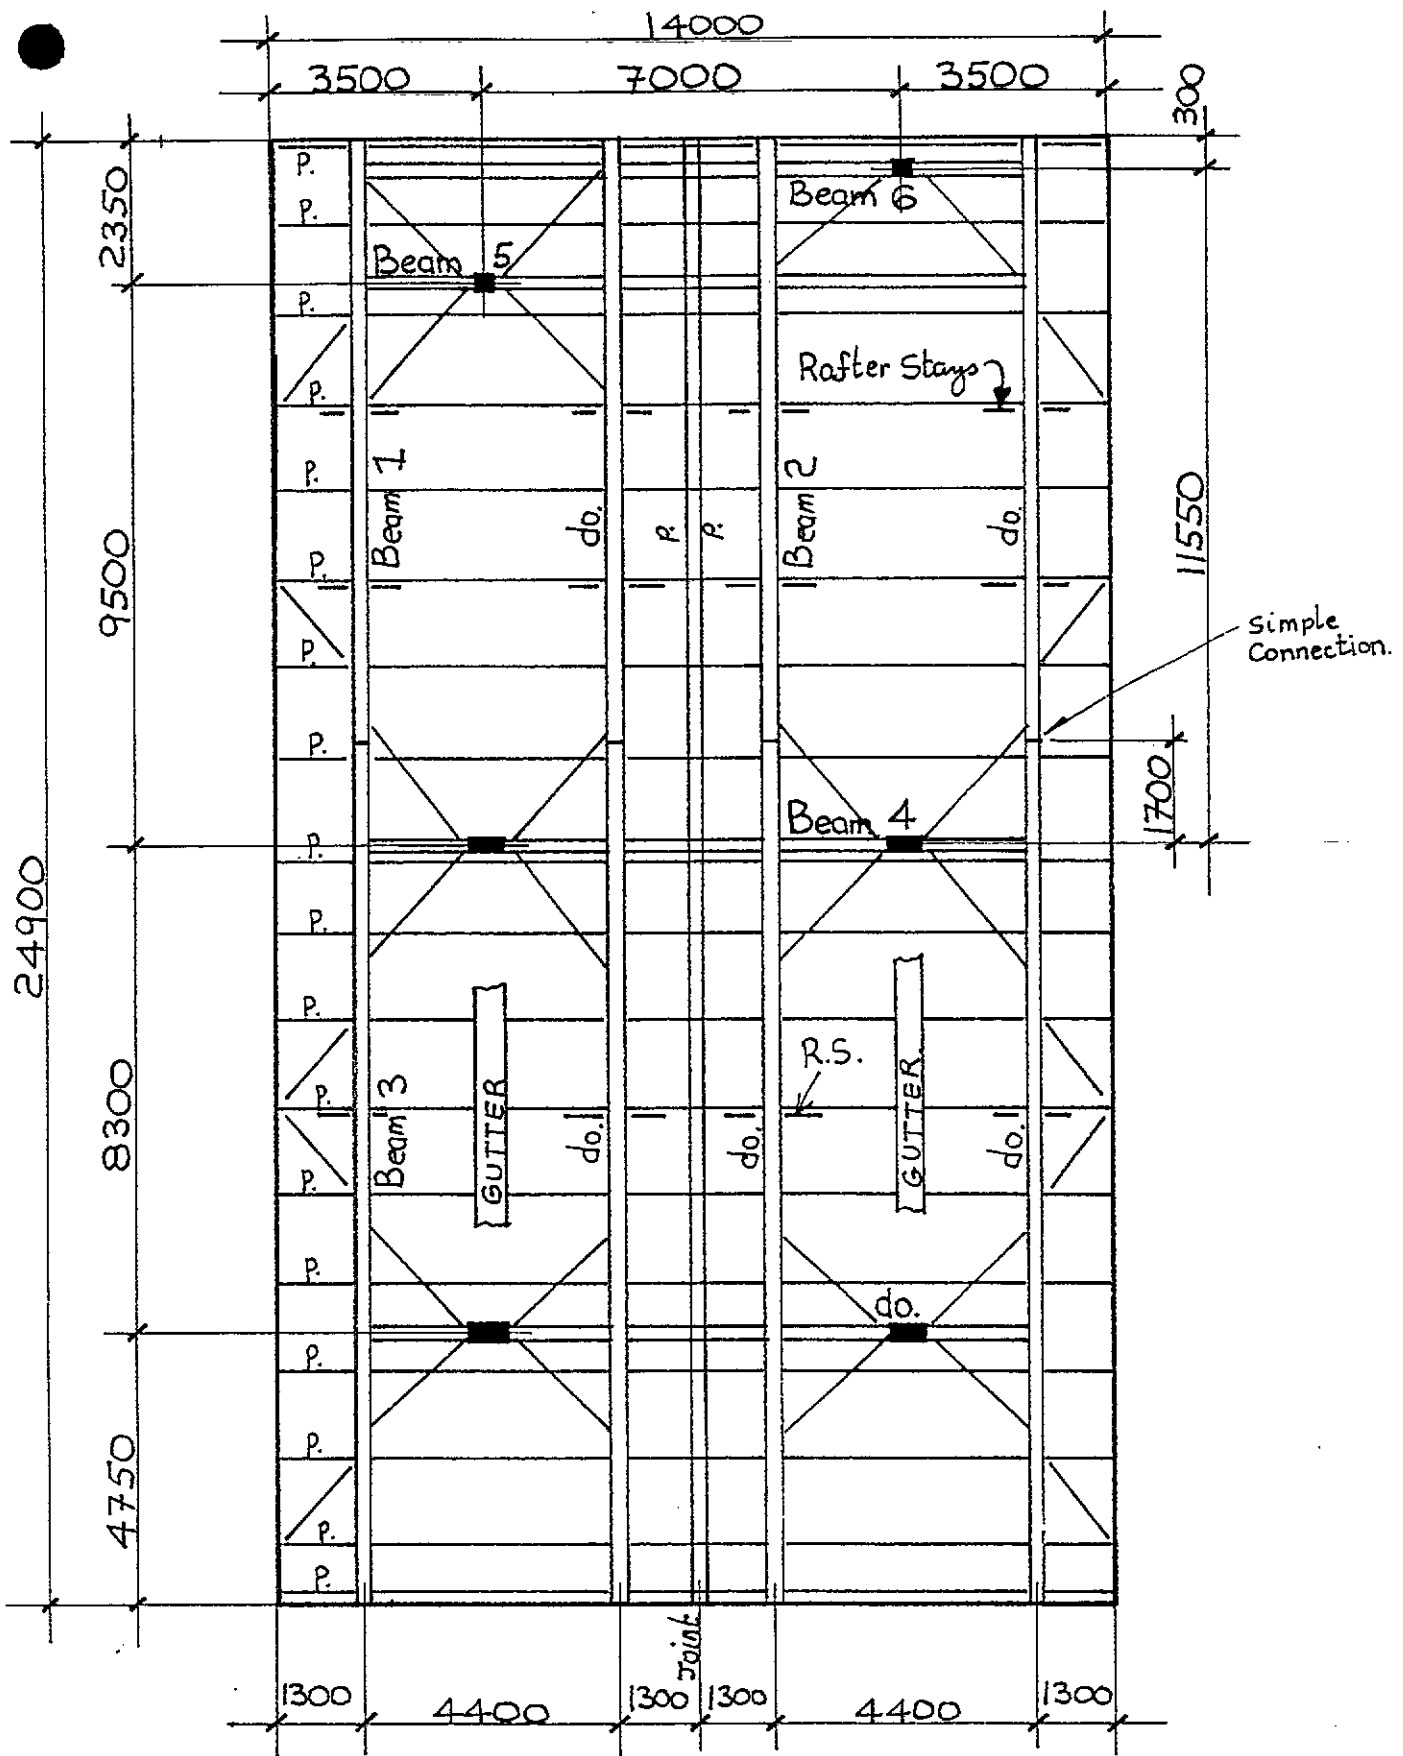 14000
3500
7000
3500
300
P.
Beam 6
P.
2350
Beam 5
P.
Rafter Stays
P.
P.
Beam 1
do.
P.
P.
Beam 2
do.
11550
9500
P.
P.
Simple
Connection.
P.
1700
Beam 4
P.
24900
P.
P.
R.S.
8300
P.
Beam 3
GUTTER
do.
do.
GUTTER
do.
P.
P.
do.
P.
P.
4750
P.
P.
Joint
1300
4400
1300
1300
4400
1300